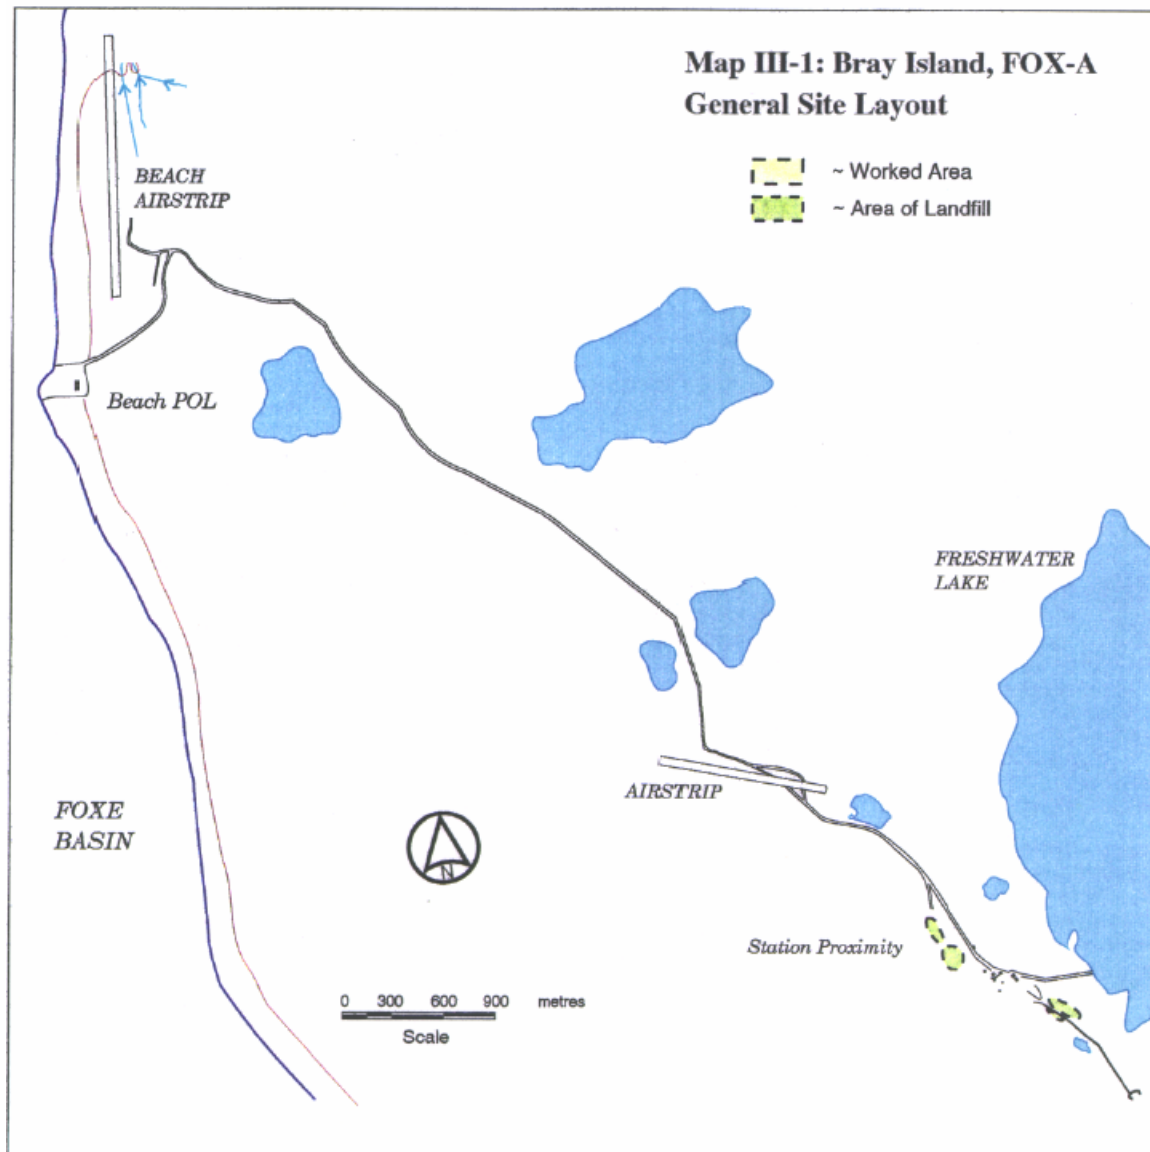 Map III-1: Bray Island, FOX-A
General Site Layout
~ Worked Area
~ Area of Landfill
BEACH
AIRSTRIP
Beach POL
FRESHWATER
LAKE
AIRSTRIP
FOXE
BASIN
N
Station Proximity
0 300 600 900 metres
Scale